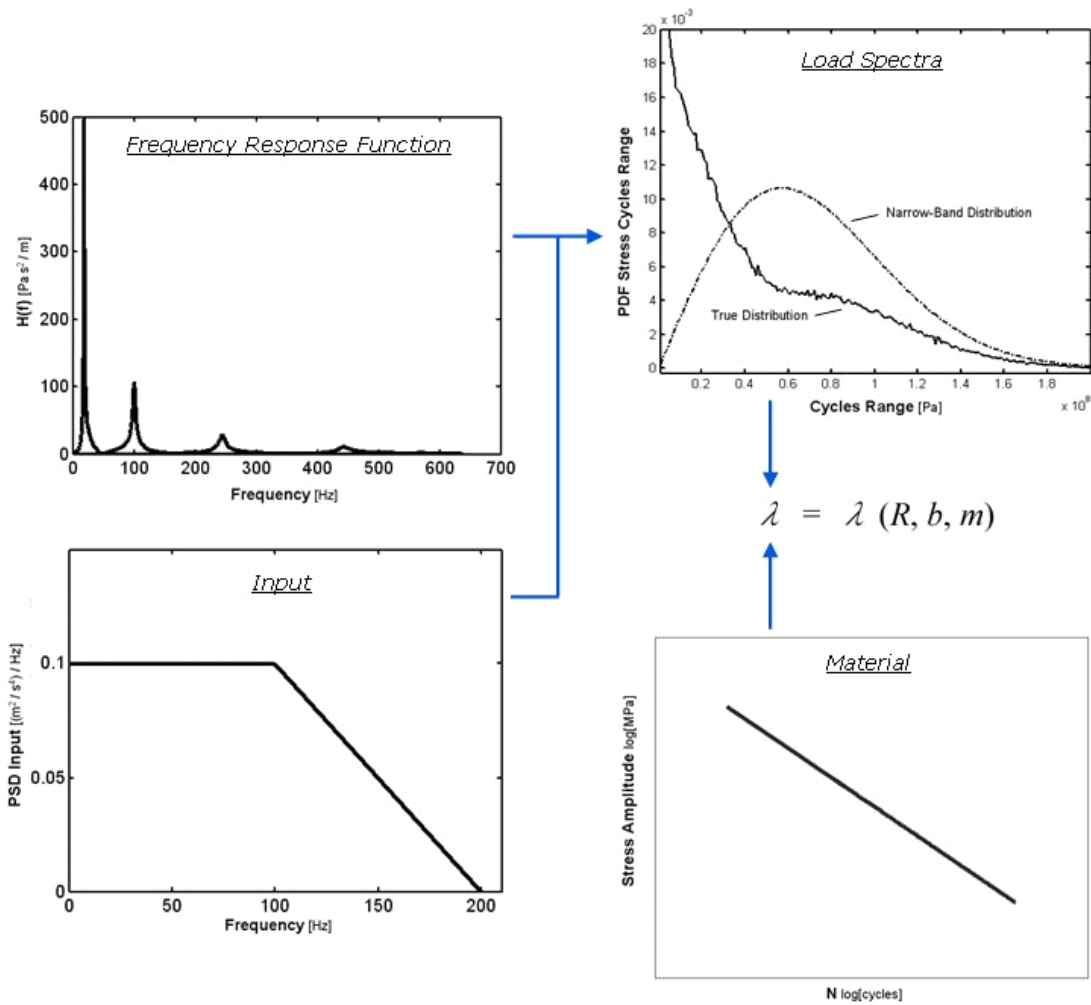 Frequency Response Function
H(f) [Pa s² / m]
500
400
300
200
100
0
0 100 200 300 400 500 600 700
Frequency [Hz]
Input
PSD Input [(m² / s⁴) / Hz]
0.1
0.05
0
0 50 100 150 200
Frequency [Hz]
x 10⁻³
Load Spectra
PDF Stress Cycles Range
20
18
16
14
12
10
8
6
4
2
0
Narrow-Band Distribution
True Distribution
0.2 0.4 0.6 0.8 1 1.2 1.4 1.6 1.8
x 10⁸
Cycles Range [Pa]
λ = λ (R, b, m)
Material
Stress Amplitude log[MPa]
N log[cycles]